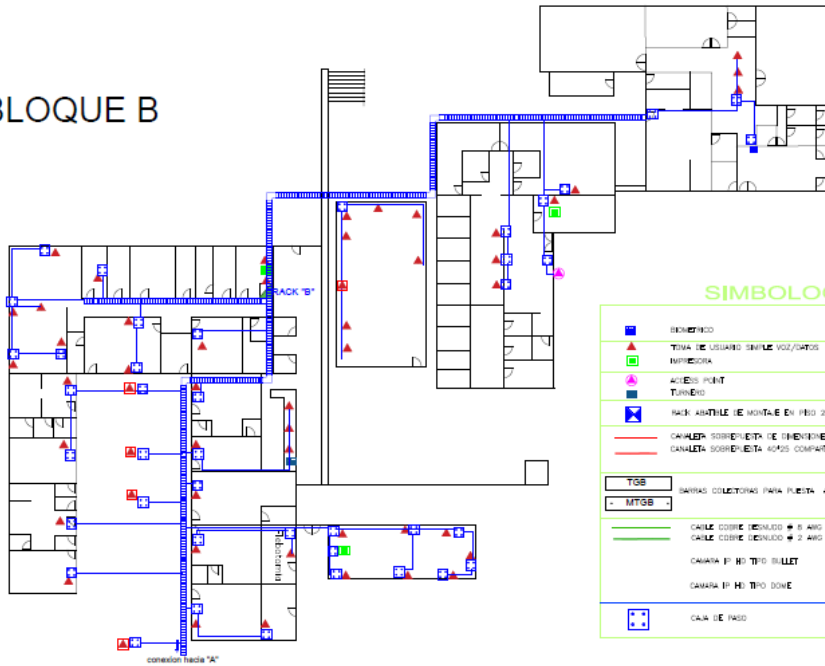 BLOQUE B
RACK "B"
Robotomia
conexion hacia "A"
SIMBOLO
BIOMETRICO
TOMA DE USUARIO SIMPLE VOZ/DATOS
IMPRESORA
ACCESS POINT
TURNERO
RACK ABATIBLE DE MONTAJE EN PISO 2
CANALETA SOBREPUESTA DE DIMENSIONE
CANALETA SOBREPUESTA 40*25 COMPART
TGB
MTGB
BARRAS COLECTORAS PARA PUESTA
CABLE COBRE DESNUDO # 6 AWG
CABLE COBRE DESNUDO # 2 AWG
CAMARA IP HD TIPO BULLET
CAMARA IP HD TIPO DOME
CAJA DE PASO